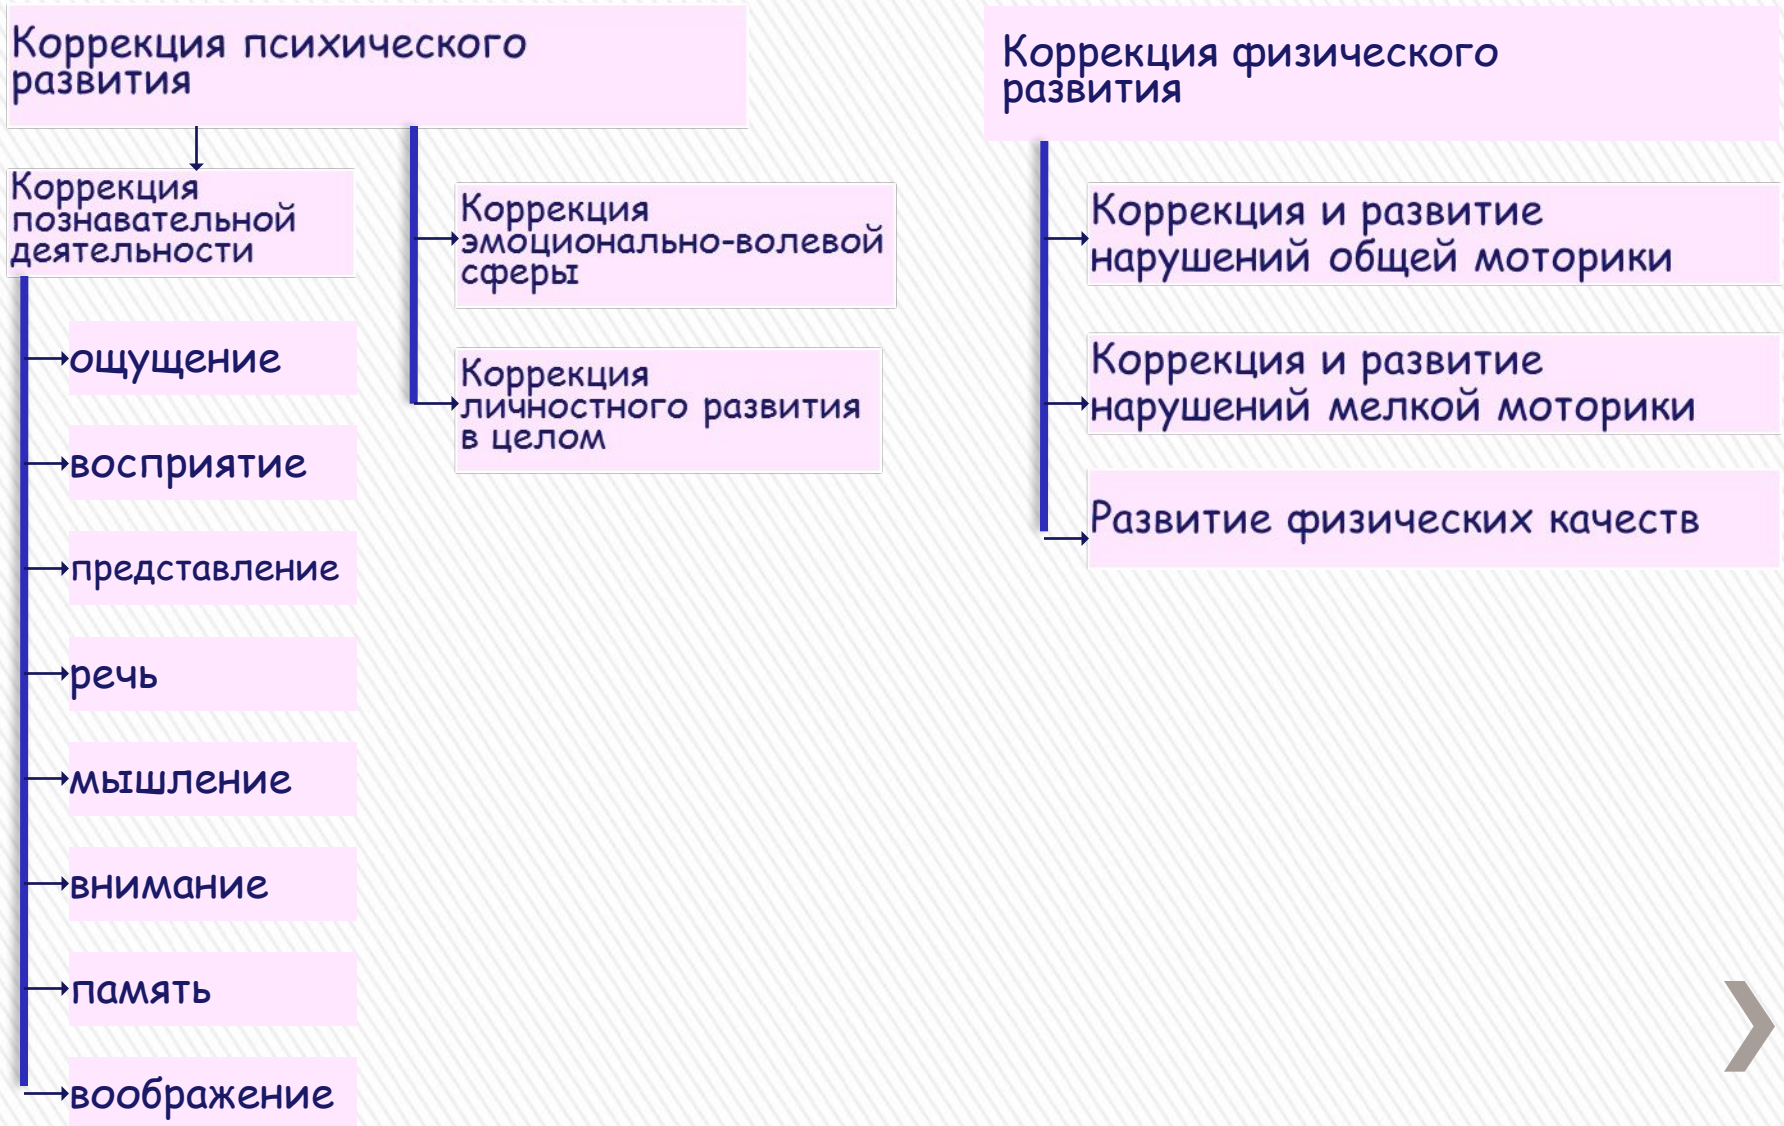 Коррекция психического
развития
Коррекция
познавательной
деятельности
ощущение
восприятие
представление
речь
мышление
внимание
память
воображение
Коррекция
эмоционально-волевой
сферы
Коррекция
личностного развития
в целом
Коррекция физического
развития
Коррекция и развитие
нарушений общей моторики
Коррекция и развитие
нарушений мелкой моторики
Развитие физических качеств